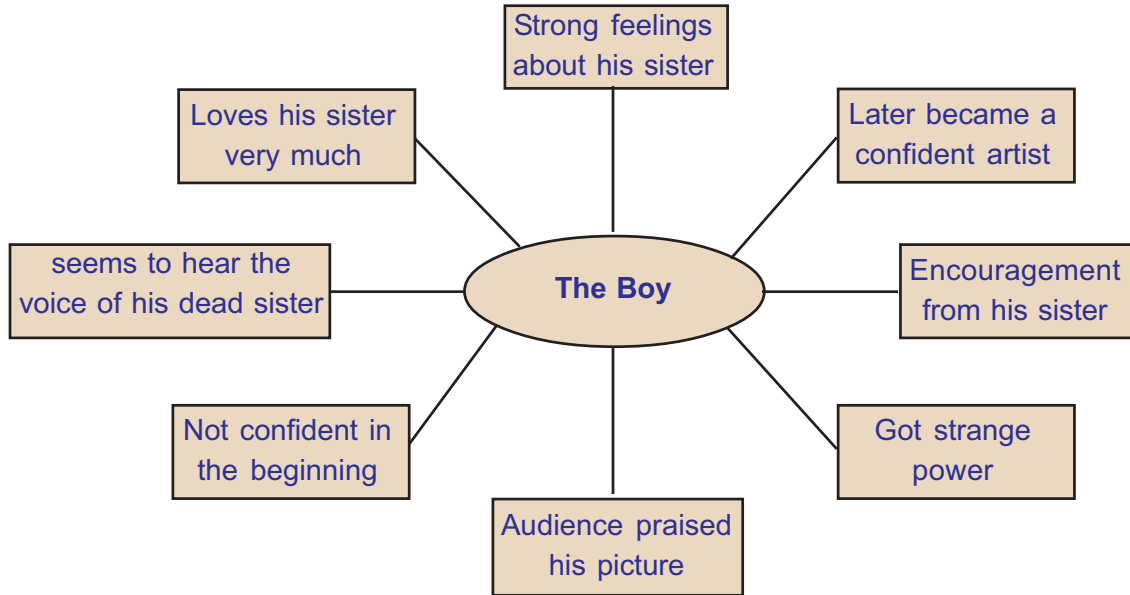 Strong feelings
about his sister
Loves his sister
very much
Later became a
confident artist
seems to hear the
voice of his dead sister
The Boy
Encouragement
from his sister
Not confident in
the beginning
Got strange
power
Audience praised
his picture